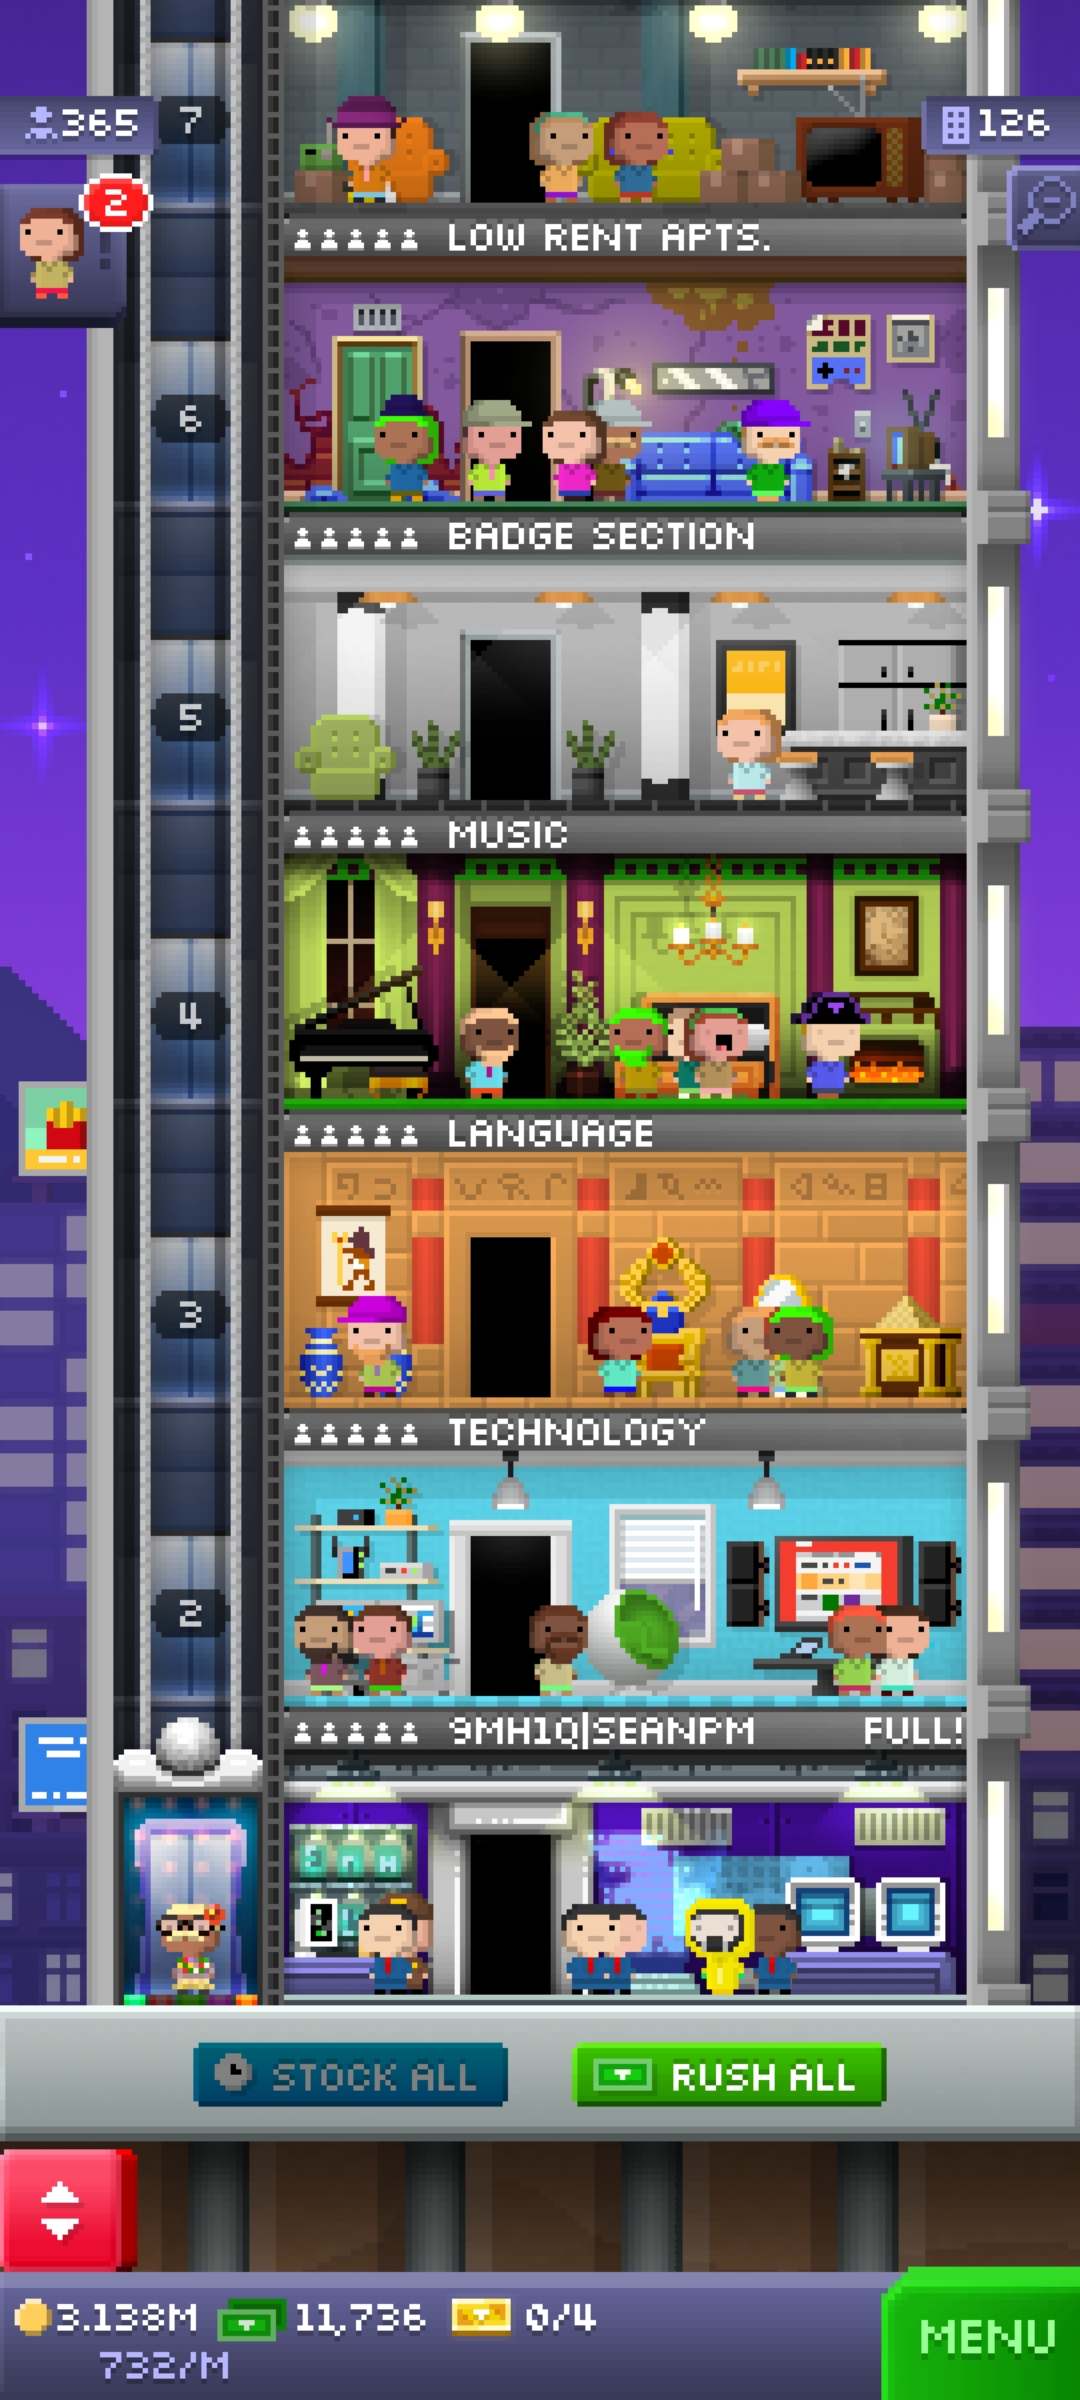 365
7
126
2
LOW RENT APTS.
6
BADGE SECTION
5
MUSIC
4
LANGUAGE
3
TECHNOLOGY
2
9MH1Q|SEANPM FULL!
STOCK ALL
RUSH ALL
3.138M 11,736 0/4
732/M
MENU